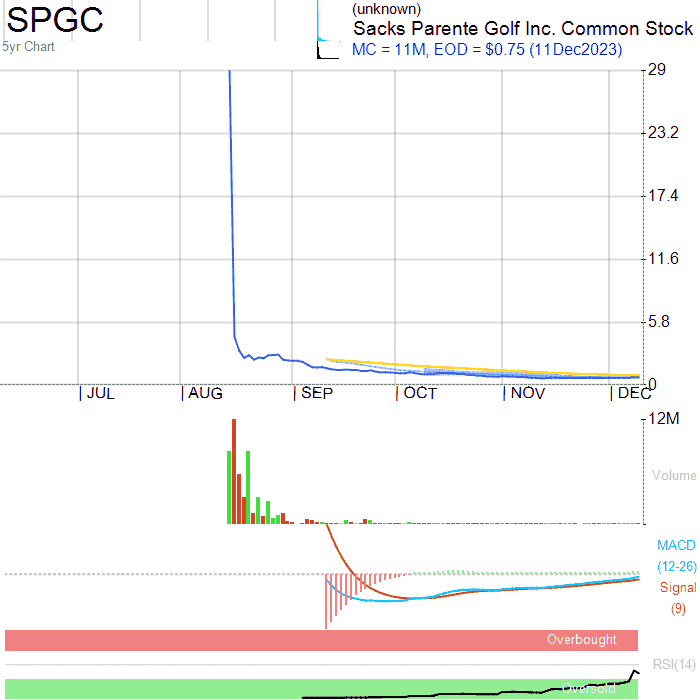 SPGC
5yr Chart
(unknown)
Sacks Parente Golf Inc. Common Stock
MC = 11M, EOD = $0.75 (11Dec2023)
29
23.2
17.4
11.6
5.8
0
JUL AUG SEP OCT NOV DEC
12M
Volume
MACD
(12-26)
Signal
(9)
Overbought
RSI(14)
Oversold